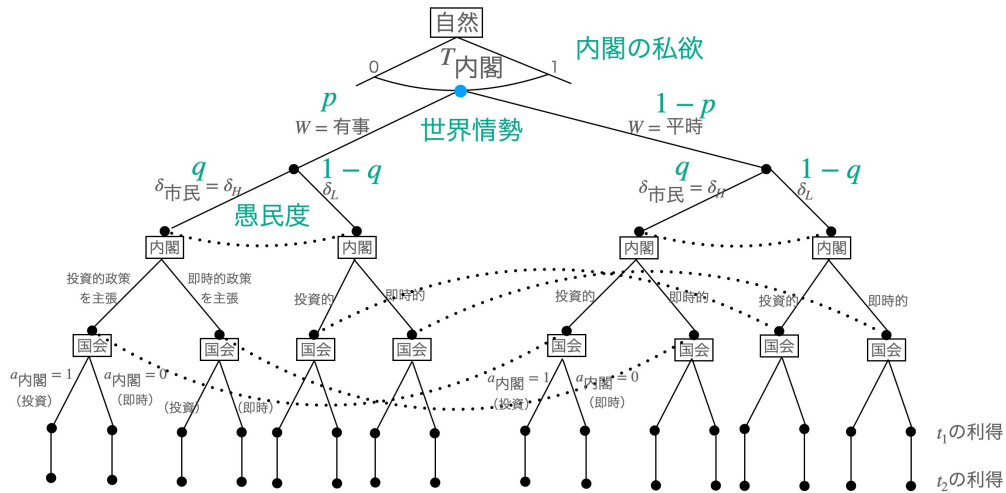 自然
内閣の私欲
0
T内閣
1
p
1 − p
W = 有事
世界情勢
W = 平時
q
1 − q
q
1 − q
δ市民 = δH
δL
δ市民 = δH
δL
愚民度
内閣
内閣
内閣
内閣
投資的政策
を主張
即時的政策
を主張
投資的
即時的
投資的
即時的
投資的
即時的
国会
国会
国会
国会
国会
国会
国会
国会
a内閣 = 1
(投資)
a内閣 = 0
(即時)
(投資)
(即時)
a内閣 = 1
(投資)
a内閣 = 0
(即時)
t1の利得
t2の利得